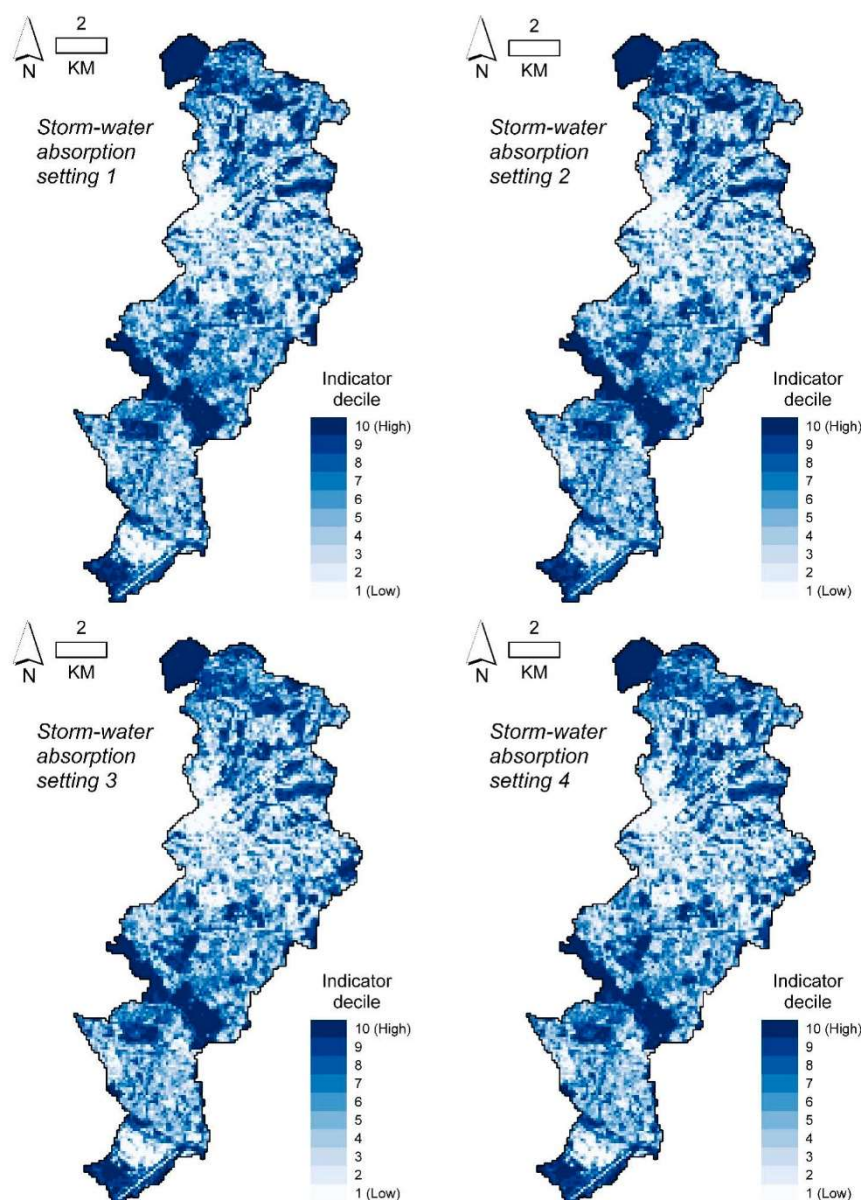 2
KM
N
Storm-water
absorption
setting 1
Indicator
decile
10 (High)
9
8
7
6
5
4
3
2
1 (Low)
2
KM
N
Storm-water
absorption
setting 2
Indicator
decile
10 (High)
9
8
7
6
5
4
3
2
1 (Low)
2
KM
N
Storm-water
absorption
setting 3
Indicator
decile
10 (High)
9
8
7
6
5
4
3
2
1 (Low)
2
KM
N
Storm-water
absorption
setting 4
Indicator
decile
10 (High)
9
8
7
6
5
4
3
2
1 (Low)